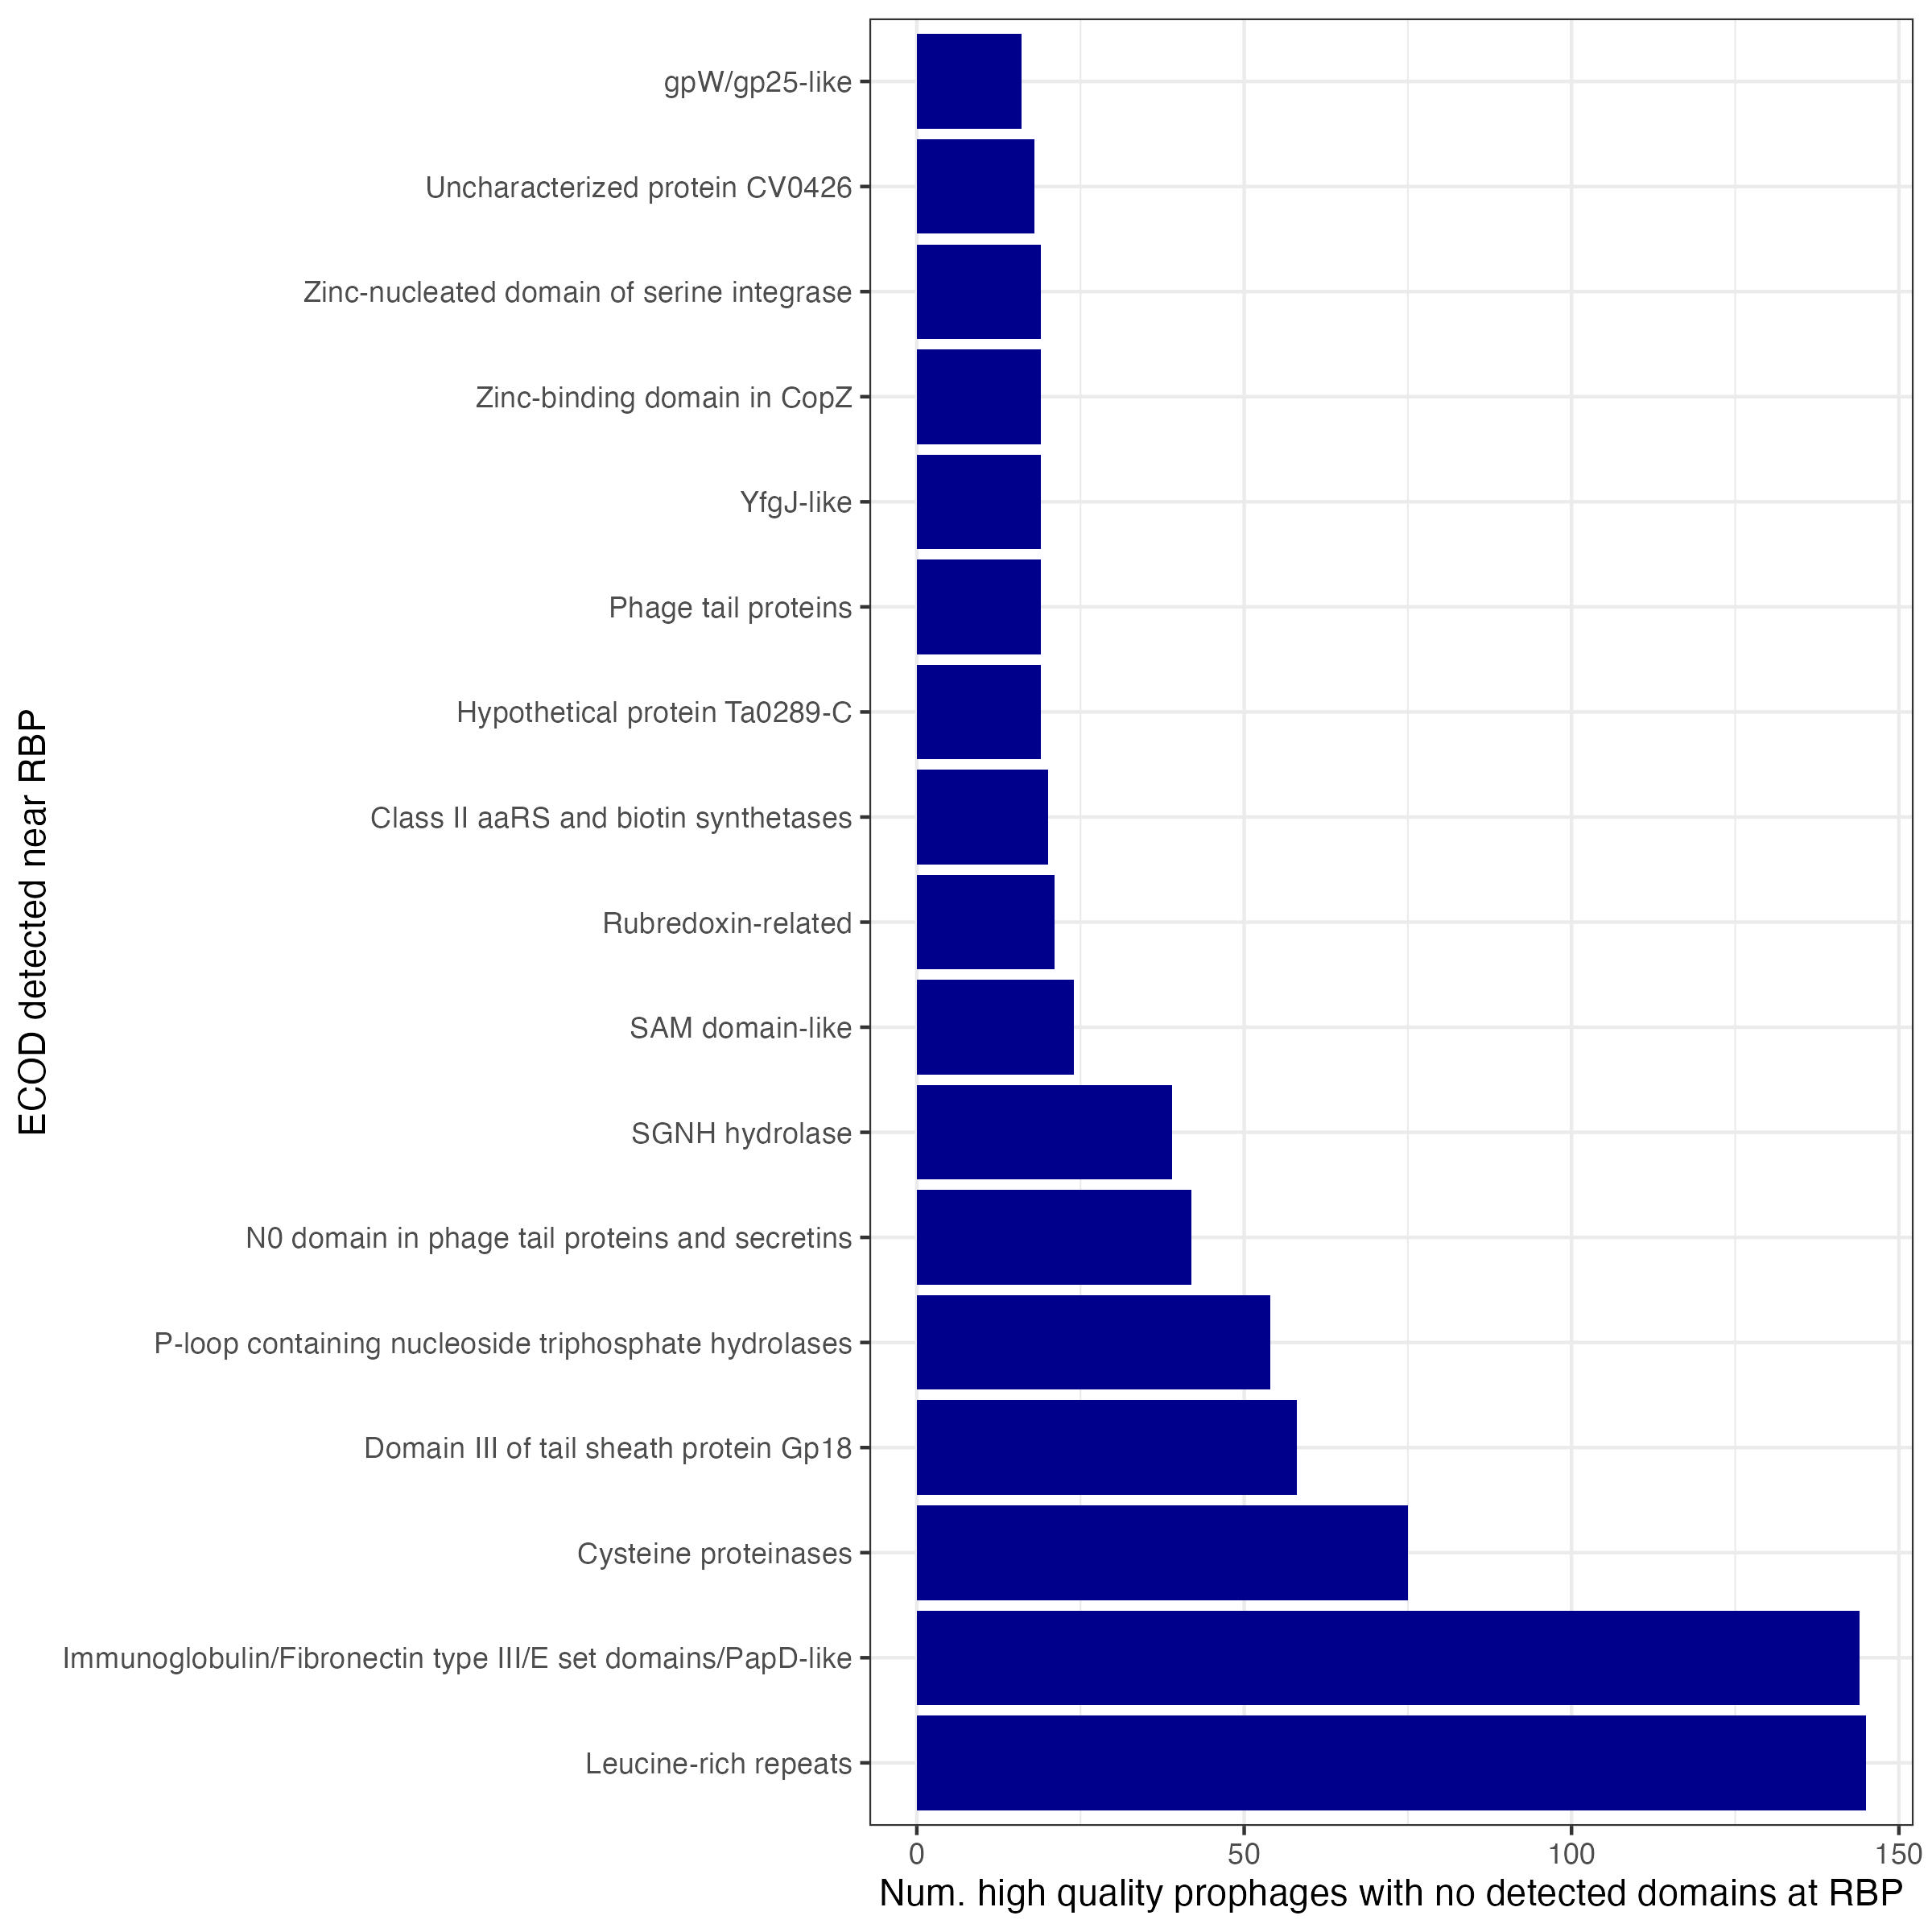 gpW/gp25-like
Uncharacterized protein CV0426
Zinc-nucleated domain of serine integrase
Zinc-binding domain in CopZ
YfgJ-like
Phage tail proteins
Hypothetical protein Ta0289-C
Class II aaRS and biotin synthetases
Rubredoxin-related
SAM domain-like
SGNH hydrolase
N0 domain in phage tail proteins and secretins
P-loop containing nucleoside triphosphate hydrolases
Domain III of tail sheath protein Gp18
Cysteine proteinases
Immunoglobulin/Fibronectin type III/E set domains/PapD-like
Leucine-rich repeats
ECOD detected near RBP
0 50 100 150
Num. high quality prophages with no detected domains at RBP